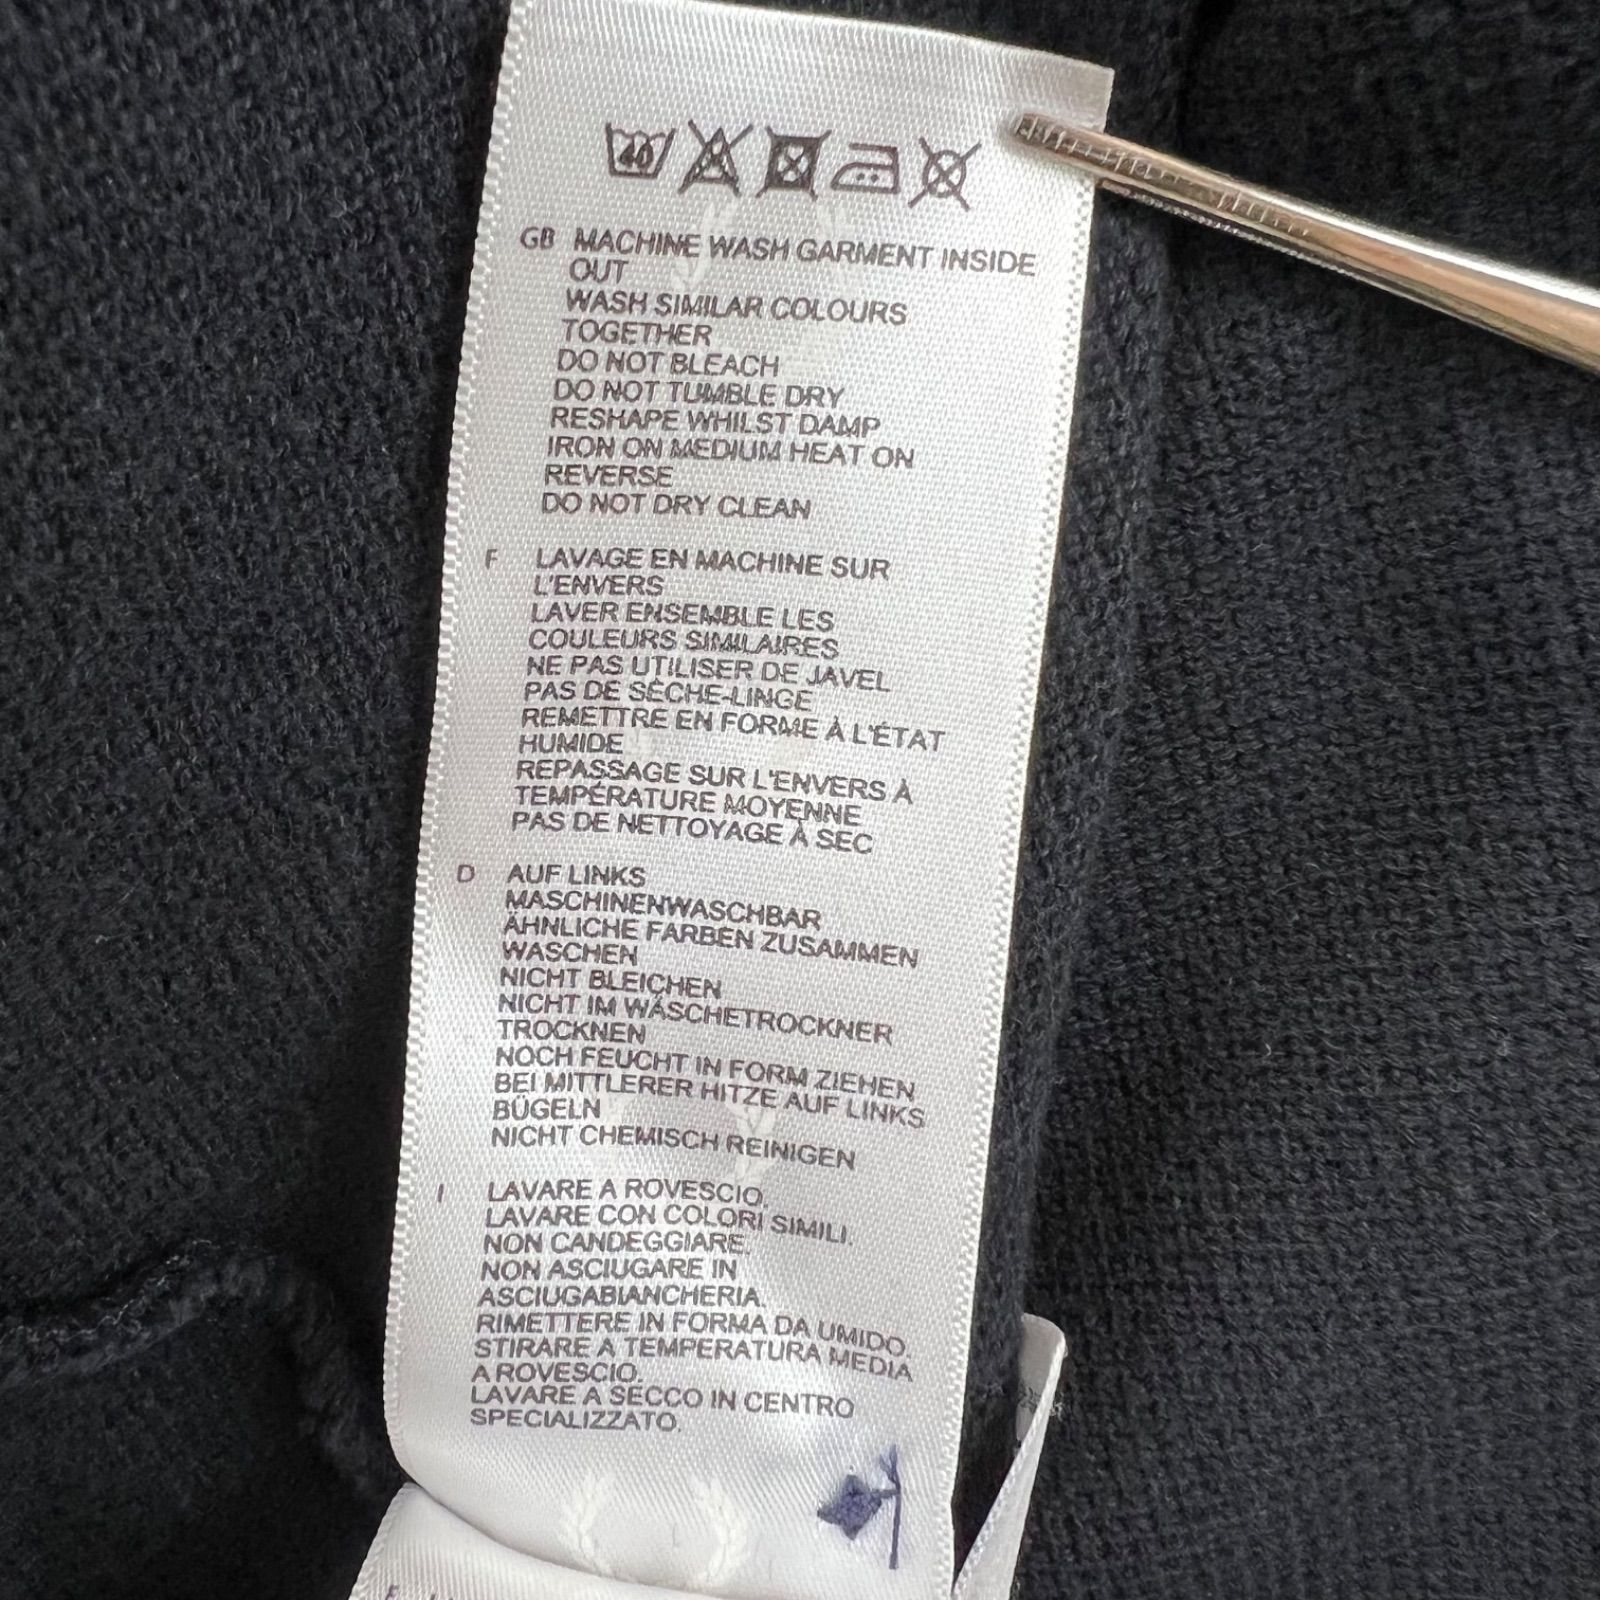 40
GB MACHINE WASH GARMENT INSIDE
OUT
WASH SIMILAR COLOURS
TOGETHER
DO NOT BLEACH
DO NOT TUMBLE DRY
RESHAPE WHILST DAMP
IRON ON MEDIUM HEAT ON
REVERSE
DO NOT DRY CLEAN
F LAVAGE EN MACHINE SUR
L'ENVERS
LAVER ENSEMBLE LES
COULEURS SIMILAIRES
NE PAS UTILISER DE JAVEL
PAS DE SÈCHE-LINGE
REMETTRE EN FORME À L'ÉTAT
HUMIDE
REPASSAGE SUR L'ENVERS À
TEMPÉRATURE MOYENNE
PAS DE NETTOYAGE À SEC
D AUF LINKS
MASCHINENWASCHBAR
ÄHNLICHE FARBEN ZUSAMMEN
WASCHEN
NICHT BLEICHEN
NICHT IM WÄSCHETROCKNER
TROCKNEN
NOCH FEUCHT IN FORM ZIEHEN
BEI MITTLERER HITZE AUF LINKS
BÜGELN
NICHT CHEMISCH REINIGEN
I LAVARE A ROVESCIO.
LAVARE CON COLORI SIMILI.
NON CANDEGGIARE.
NON ASCIUGARE IN
ASCIUGABIANCHERIA.
RIMETTERE IN FORMA DA UMIDO.
STIRARE A TEMPERATURA MEDIA
A ROVESCIO.
LAVARE A SECCO IN CENTRO
SPECIALIZZATO.